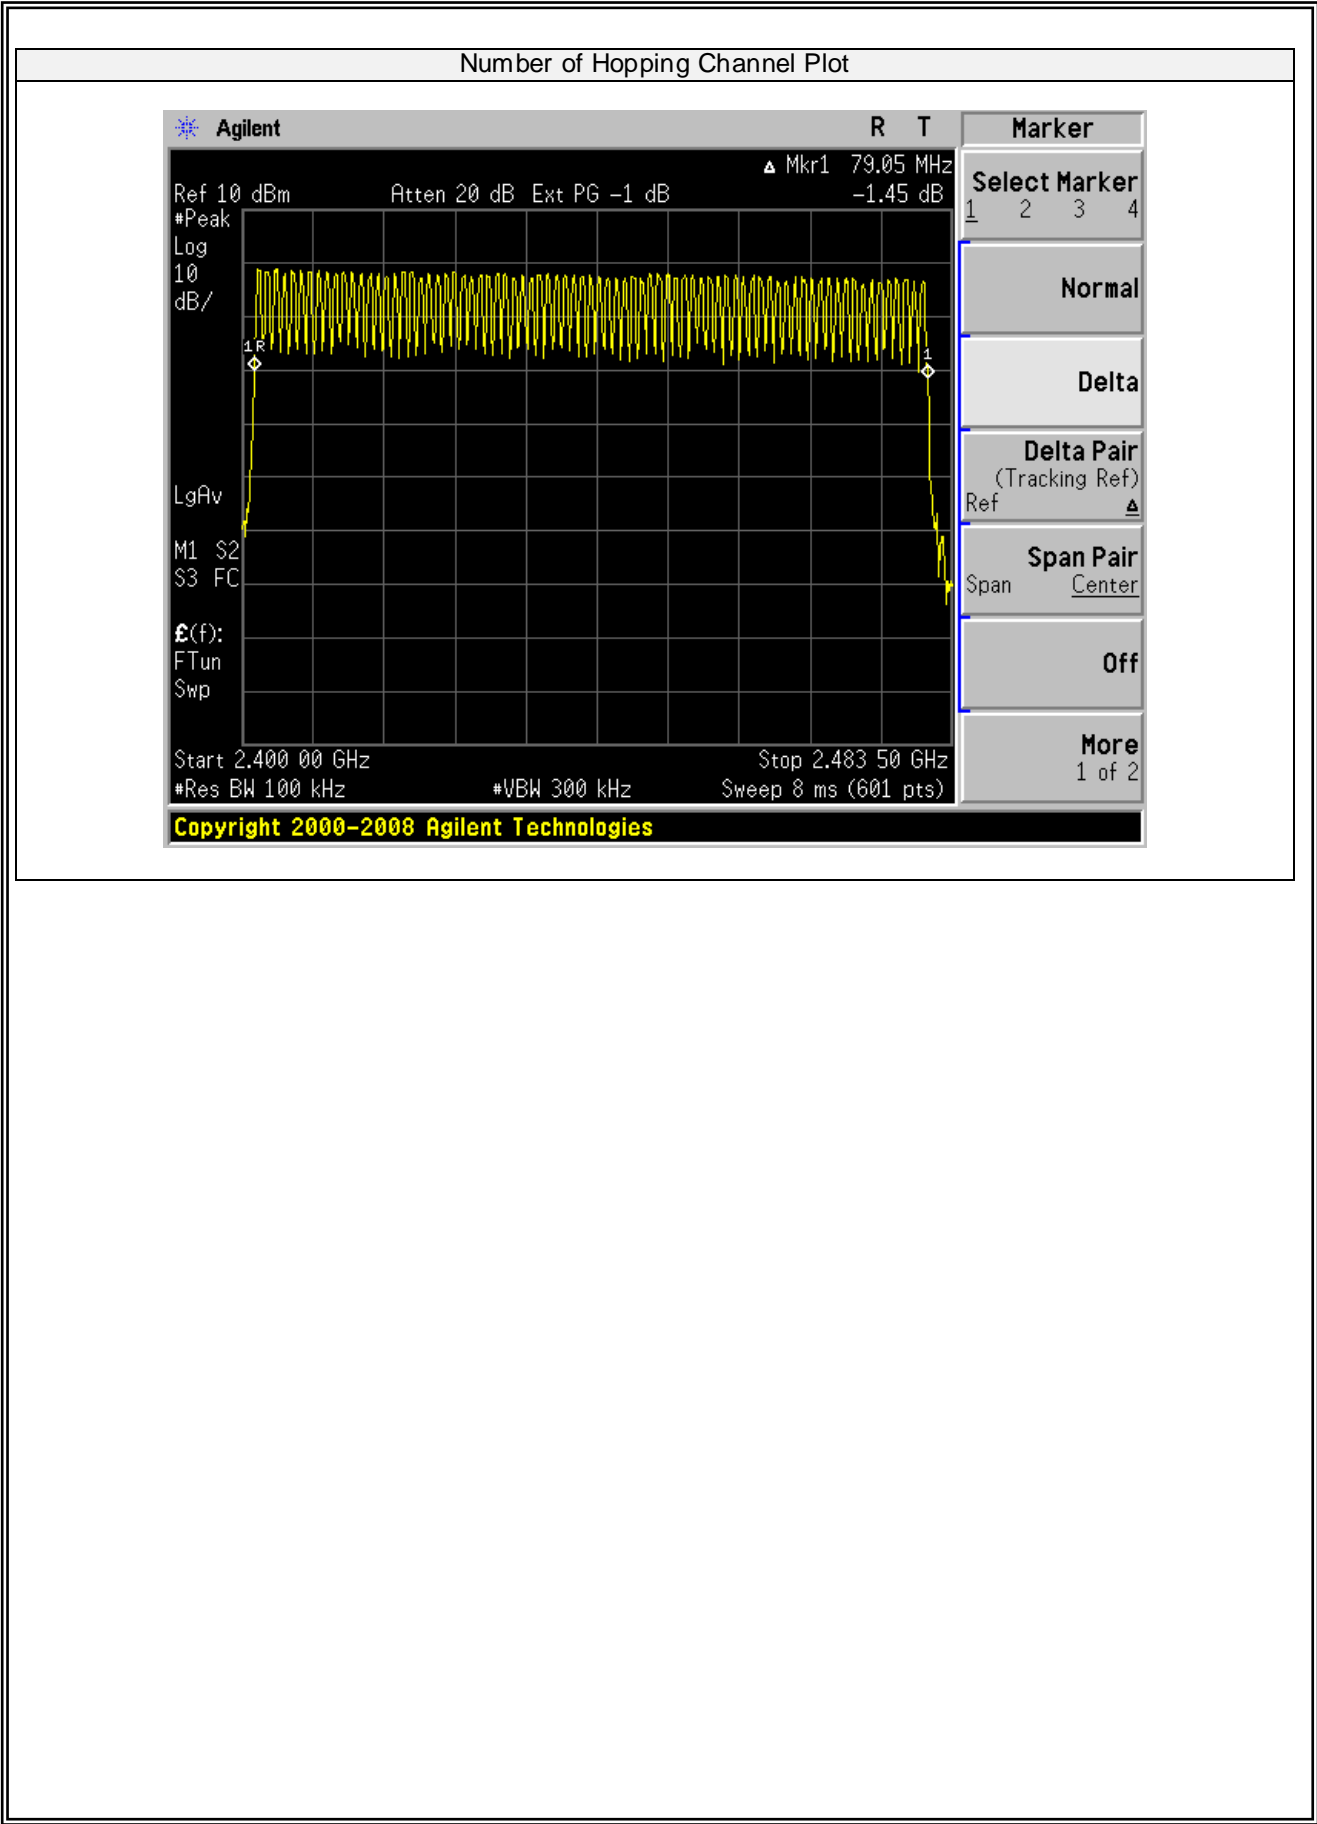 Number of Hopping Channel Plot
Agilent R T
Marker
Δ Mkr1 79.05 MHz
Ref 10 dBm Atten 20 dB Ext PG -1 dB -1.45 dB
#Peak
Log
10
dB/
1R
1
LgAv
M1 S2
S3 FC
£(f):
FTun
Swp
Start 2.400 00 GHz Stop 2.483 50 GHz
#Res BW 100 kHz #VBW 300 kHz Sweep 8 ms (601 pts)
Copyright 2000-2008 Agilent Technologies
Select Marker
1 2 3 4
Normal
Delta
Delta Pair
(Tracking Ref)
Ref Δ
Span Pair
Span Center
Off
More
1 of 2